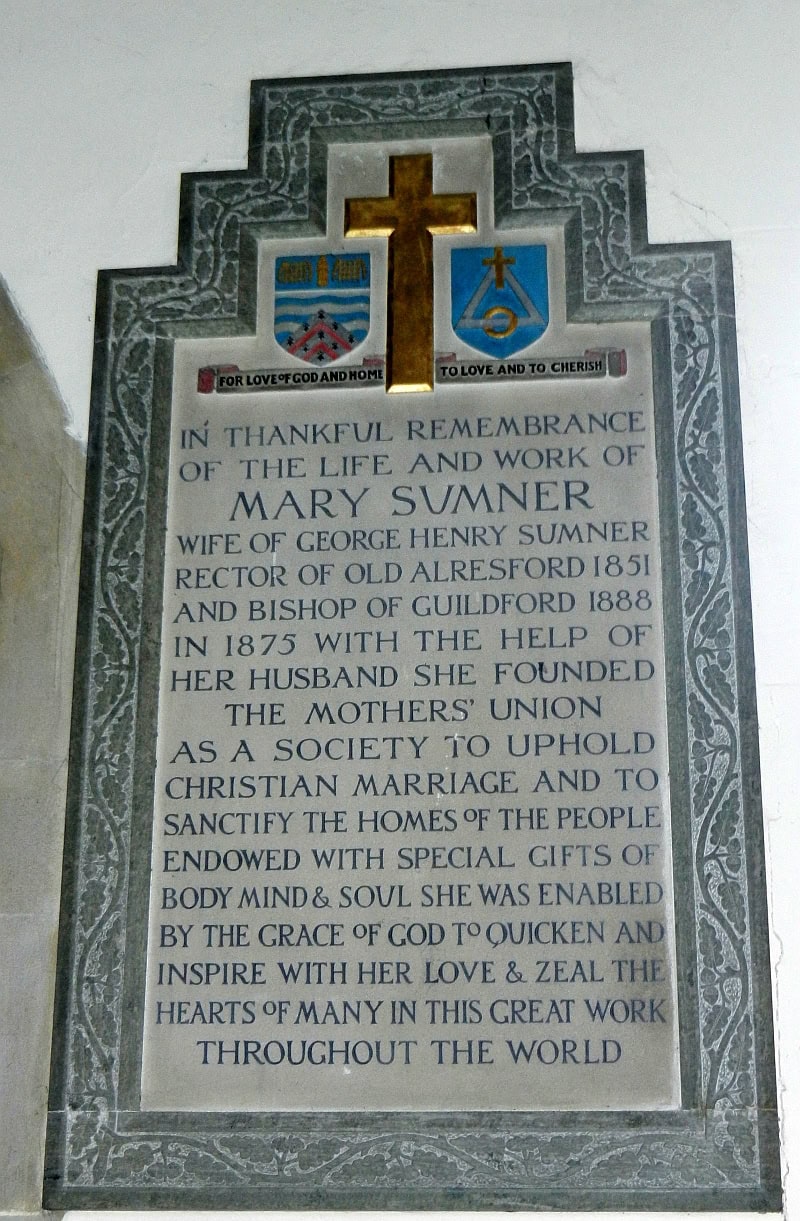 FOR LOVE OF GOD AND HOME
TO LOVE AND TO CHERISH
IN THANKFUL REMEMBRANCE
OF THE LIFE AND WORK OF
MARY SUMNER
WIFE OF GEORGE HENRY SUMNER
RECTOR OF OLD ALRESFORD 1851
AND BISHOP OF GUILDFORD 1888
IN 1875 WITH THE HELP OF
HER HUSBAND SHE FOUNDED
THE MOTHERS' UNION
AS A SOCIETY TO UPHOLD
CHRISTIAN MARRIAGE AND TO
SANCTIFY THE HOMES OF THE PEOPLE
ENDOWED WITH SPECIAL GIFTS OF
BODY MIND & SOUL SHE WAS ENABLED
BY THE GRACE OF GOD TO QUICKEN AND
INSPIRE WITH HER LOVE & ZEAL THE
HEARTS OF MANY IN THIS GREAT WORK
THROUGHOUT THE WORLD